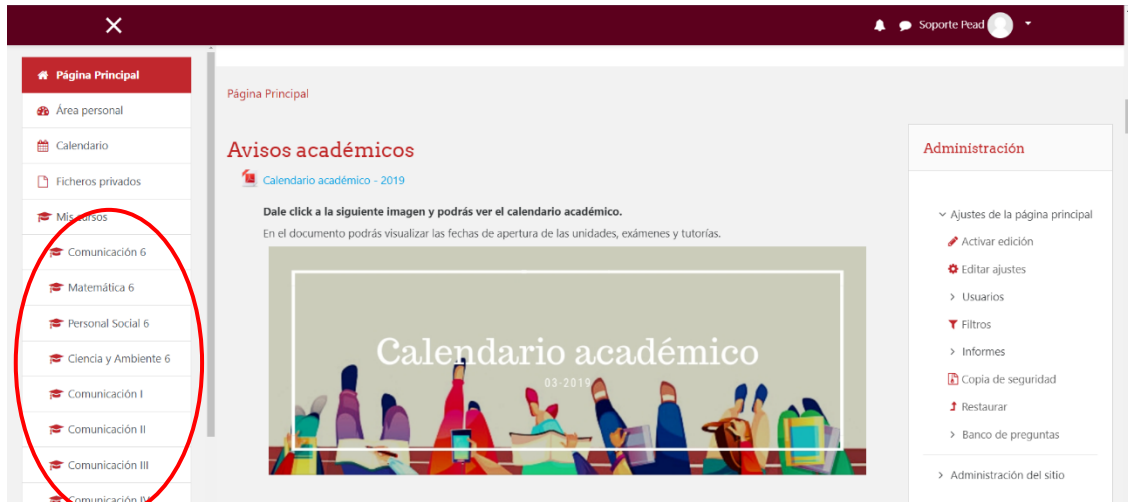 Soporte Pead
Página Principal
Área personal
Calendario
Ficheros privados
Mis cursos
Comunicación 6
Matemática 6
Personal Social 6
Ciencia y Ambiente 6
Comunicación I
Comunicación II
Comunicación III
Comunicación IV
Página Principal
Avisos académicos
Calendario académico - 2019
Dale click a la siguiente imagen y podrás ver el calendario académico.
En el documento podrás visualizar las fechas de apertura de las unidades, exámenes y tutorías.
Calendario académico
03-2019
Administración
Ajustes de la página principal
Activar edición
Editar ajustes
Usuarios
Filtros
Informes
Copia de seguridad
Restaurar
Banco de preguntas
Administración del sitio